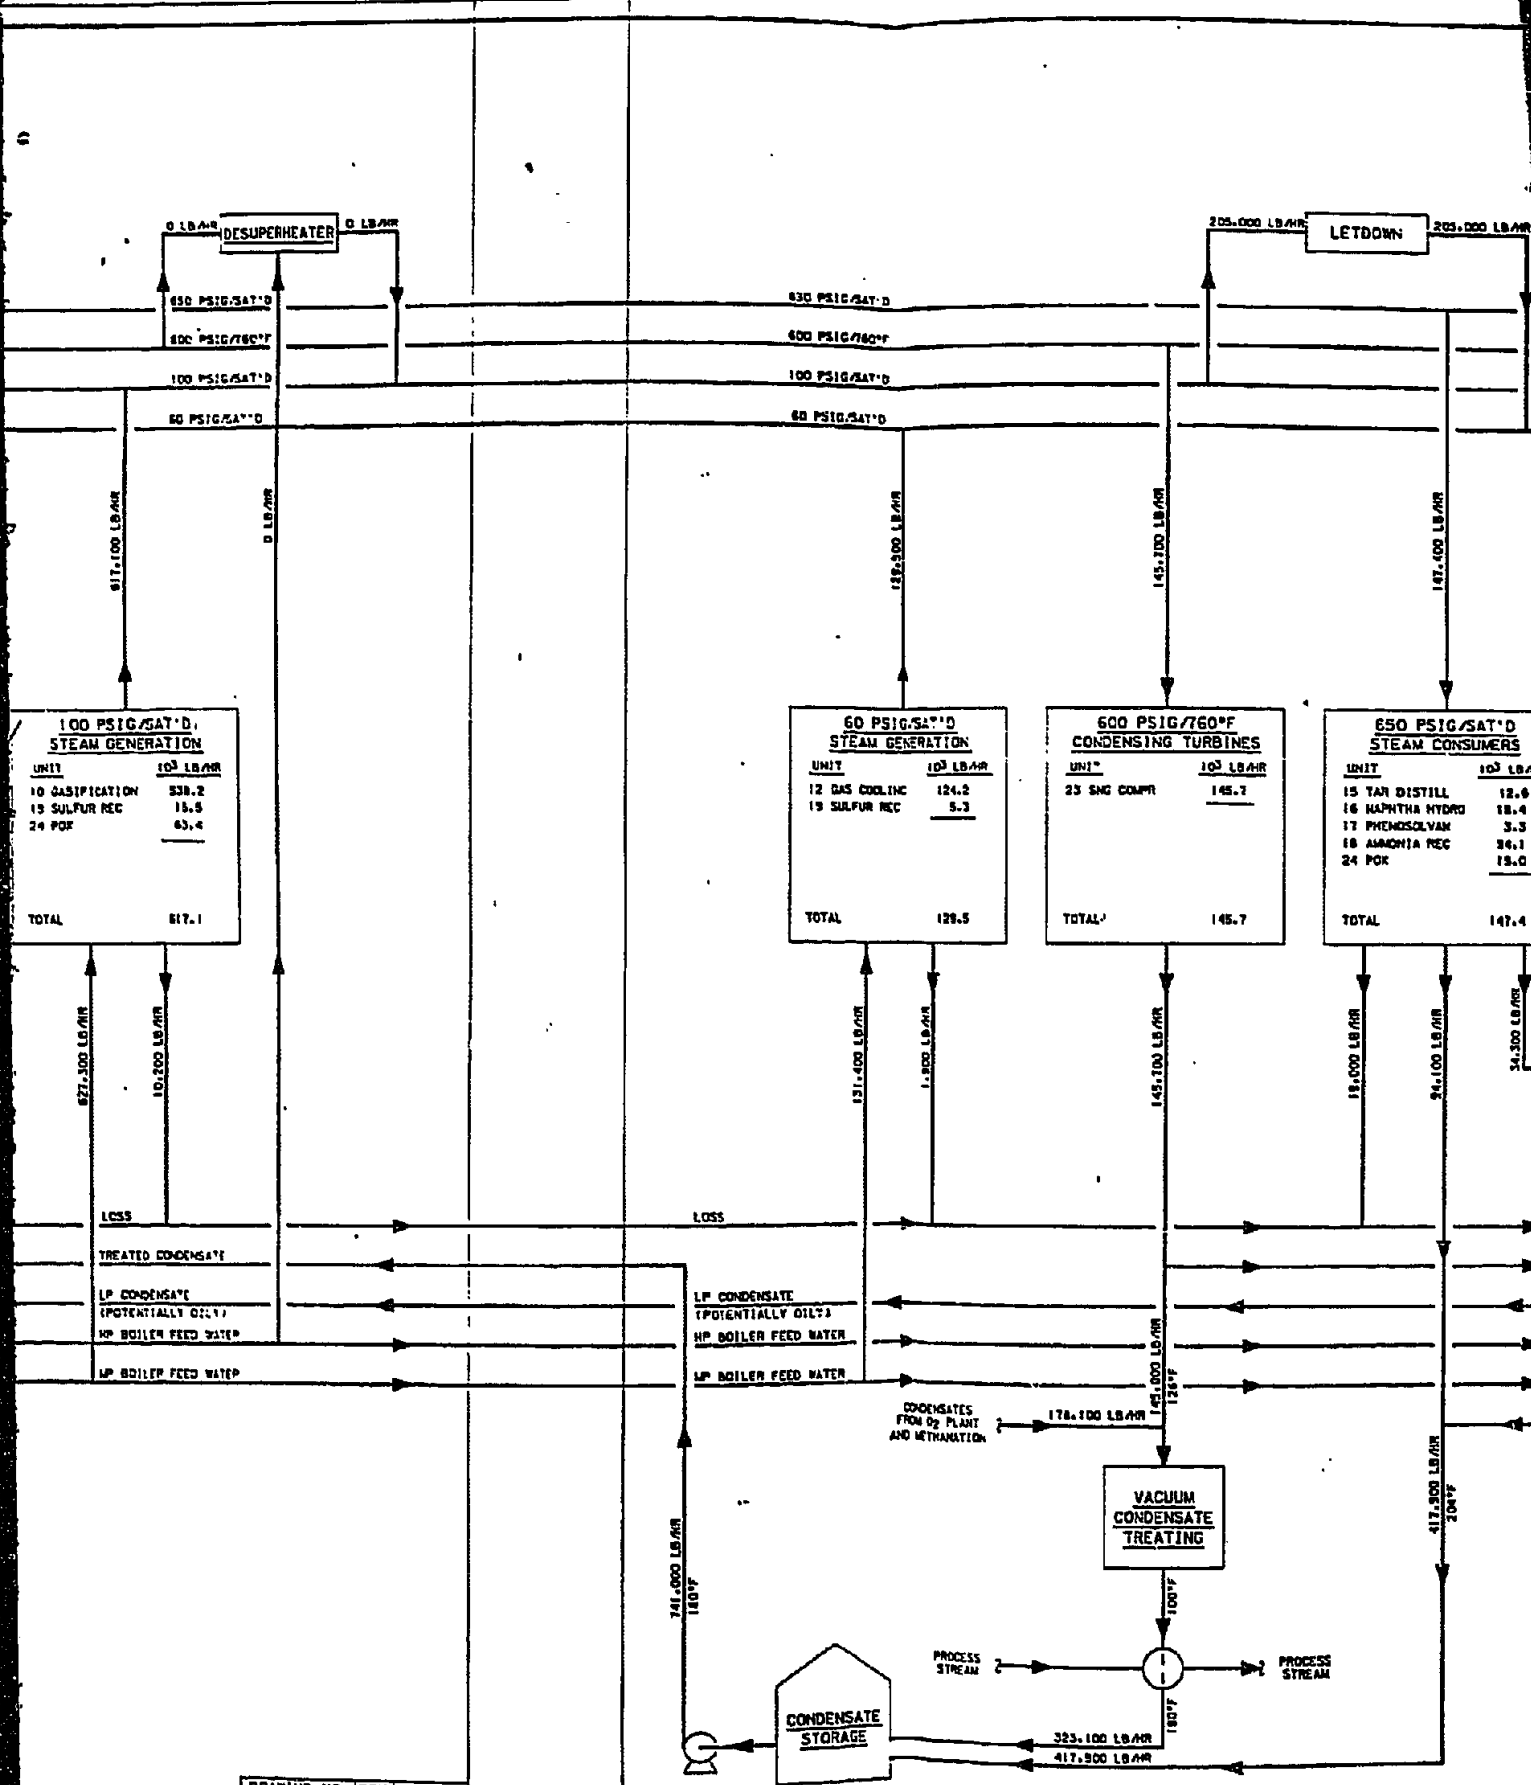 0 LB/HR
DESUPERHEATER
0 LB/HR
205,000 LB/HR
LETDOWN
205,000 LB/HR
650 PSIG/SAT'D
650 PSIG/SAT'D
600 PSIG/760°F
600 PSIG/760°F
100 PSIG/SAT'D
100 PSIG/SAT'D
60 PSIG/SAT'D
60 PSIG/SAT'D
617,100 LB/HR
0 LB/HR
129,500 LB/HR
145,700 LB/HR
147,400 LB/HR
100 PSIG/SAT'D
STEAM GENERATION
UNIT 10³ LB/HR
10 GASIFICATION 538.2
19 SULFUR REC 15.5
24 POX 63.4
TOTAL 617.1
60 PSIG/SAT'D
STEAM GENERATION
UNIT 10³ LB/HR
12 GAS COOLING 124.2
19 SULFUR REC 5.3
TOTAL 129.5
600 PSIG/760°F
CONDENSING TURBINES
UNIT 10³ LB/HR
23 SNG COMPR 145.7
TOTAL 145.7
650 PSIG/SAT'D
STEAM CONSUMERS
UNIT 10³ LB/
15 TAR DISTILL 12.6
16 NAPHTHA HYDRO 18.4
17 PHENOSOLVAN 3.3
18 AMMONIA REC 94.1
24 POX 19.0
TOTAL 147.4
627,300 LB/HR
10,200 LB/HR
131,400 LB/HR
1,900 LB/HR
145,700 LB/HR
19,000 LB/HR
94,100 LB/HR
34,300 LB/HR
LOSS
LOSS
TREATED CONDENSATE
LP CONDENSATE
(POTENTIALLY OILY)
LP CONDENSATE
(POTENTIALLY OILY)
HP BOILER FEED WATER
HP BOILER FEED WATER
MP BOILER FEED WATER
MP BOILER FEED WATER
145,000 LB/HR
126°F
CONDENSATES
FROM O2 PLANT
AND METHANATION
178,100 LB/HR
VACUUM
CONDENSATE
TREATING
417,900 LB/HR
204°F
741,000 LB/HR
180°F
100°F
PROCESS
STREAM
PROCESS
STREAM
CONDENSATE
STORAGE
323,100 LB/HR
417,900 LB/HR